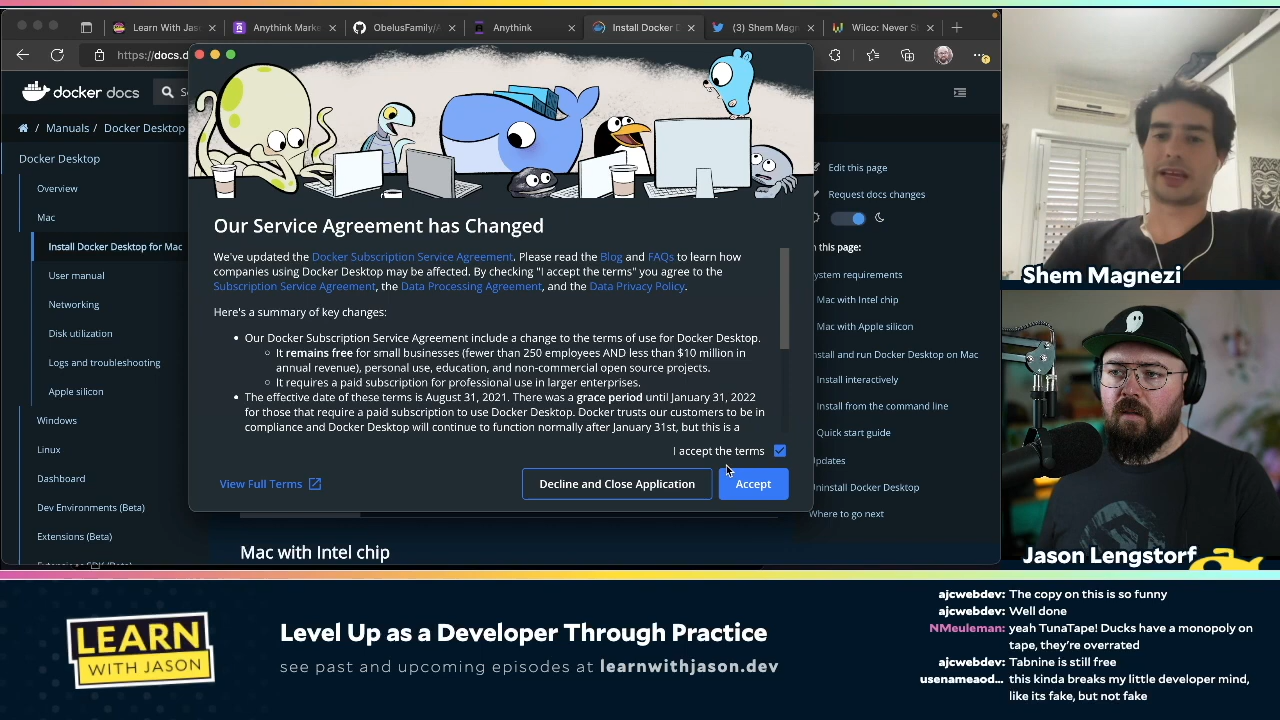 Learn With Jas
Anythink Marke
ObelusFamily/A
Anythink
Install Docker D
(3) Shem Magn
Wilco: Never S
https://docs.d
docker docs
S
/ Manuals / Docker Desktop
Docker Desktop
Overview
Mac
Install Docker Desktop for Mac
User manual
Networking
Disk utilization
Logs and troubleshooting
Apple silicon
Windows
Linux
Dashboard
Dev Environments (Beta)
Extensions (Beta)
Our Service Agreement has Changed
We've updated the Docker Subscription Service Agreement. Please read the Blog and FAQs to learn how
companies using Docker Desktop may be affected. By checking "I accept the terms" you agree to the
Subscription Service Agreement, the Data Processing Agreement, and the Data Privacy Policy.
Here's a summary of key changes:
• Our Docker Subscription Service Agreement include a change to the terms of use for Docker Desktop.
◦ It remains free for small businesses (fewer than 250 employees AND less than $10 million in
annual revenue), personal use, education, and non-commercial open source projects.
◦ It requires a paid subscription for professional use in larger enterprises.
• The effective date of these terms is August 31, 2021. There was a grace period until January 31, 2022
for those that require a paid subscription to use Docker Desktop. Docker trusts our customers to be in
compliance and Docker Desktop will continue to function normally after January 31st, but this is a
I accept the terms
View Full Terms
Decline and Close Application
Accept
Mac with Intel chip
Edit this page
Request docs changes
n this page:
ystem requirements
Mac with Intel chip
Mac with Apple silicon
nstall and run Docker Desktop on Mac
Install interactively
Install from the command line
Quick start guide
pdates
ninstall Docker Desktop
Where to go next
Shem Magnezi
Jason Lengstorf
LEARN
WITH JASON
Level Up as a Developer Through Practice
see past and upcoming episodes at learnwithjason.dev
ajcwebdev: The copy on this is so funny
ajcwebdev: Well done
NMeuleman: yeah TunaTape! Ducks have a monopoly on
tape, they're overrated
ajcwebdev: Tabnine is still free
usenameaod... this kinda breaks my little developer mind,
like its fake, but not fake